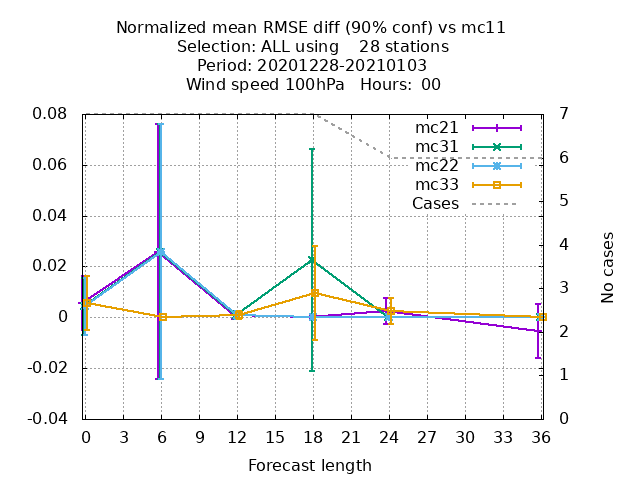 Normalized mean RMSE diff (90% conf) vs mc11
Selection: ALL using    28 stations
Period: 20201228-20210103
Wind speed 100hPa   Hours:  00
0.08
0.06
0.04
0.02
0
-0.02
-0.04
7
6
5
4
3
2
1
0
mc21
mc31
mc22
mc33
Cases
No cases
0 3 6 9 12 15 18 21 24 27 30 33 36
Forecast length